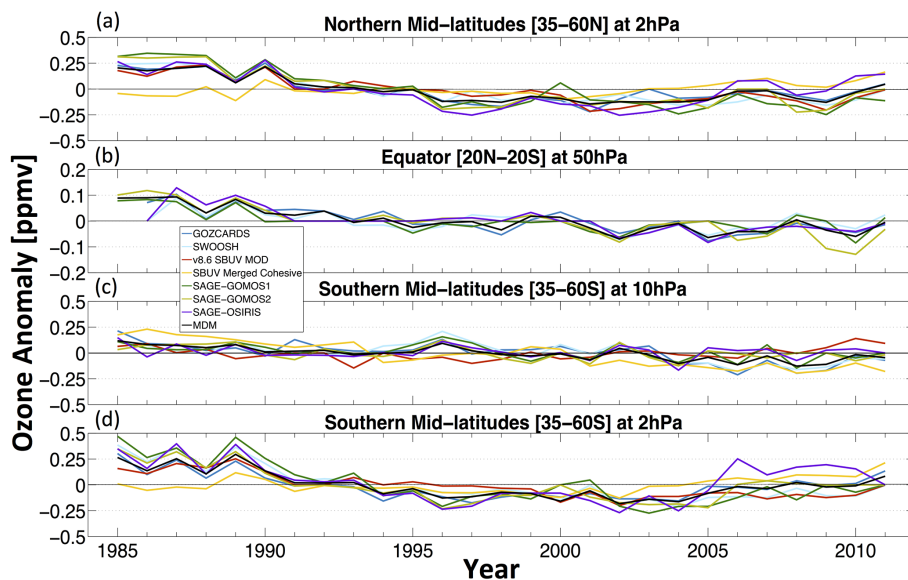 (a) Northern Mid-latitudes [35-60N] at 2hPa
0.5
0.25
0
-0.25
-0.5
(b) Equator [20N-20S] at 50hPa
0.2
0.1
0
-0.1
-0.2
GOZCARDS
SWOOSH
v8.6 SBUV MOD
SBUV Merged Cohesive
SAGE-GOMOS1
SAGE-GOMOS2
SAGE-OSIRIS
MDM
(c) Southern Mid-latitudes [35-60S] at 10hPa
0.5
0.25
0
-0.25
-0.5
(d) Southern Mid-latitudes [35-60S] at 2hPa
0.5
0.25
0
-0.25
-0.5
1985 1990 1995 2000 2005 2010
Year
Ozone Anomaly [ppmv]